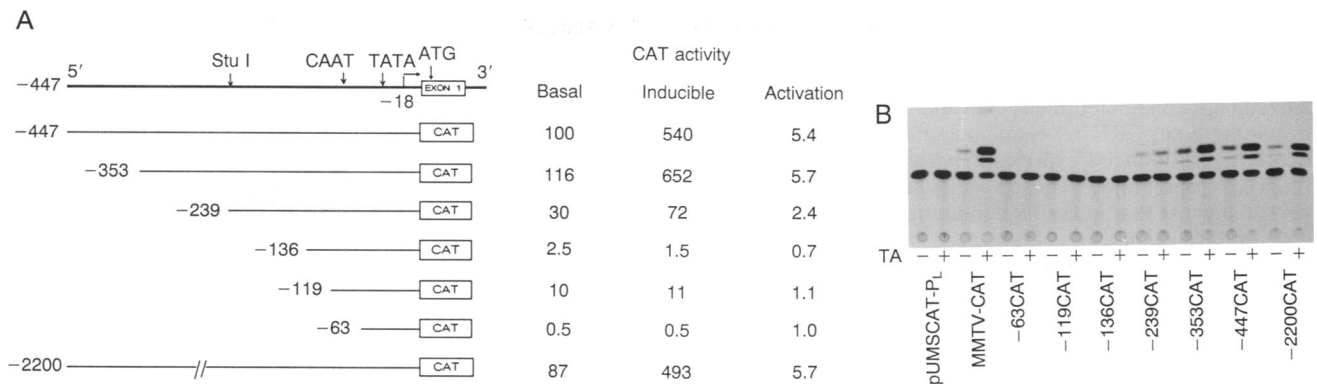 A
5′ Stu I CAAT TATA ATG 3′
−447 EXON 1
−18
CAT activity
Basal Inducible Activation
−447 CAT 100 540 5.4
−353 CAT 116 652 5.7
−239 CAT 30 72 2.4
−136 CAT 2.5 1.5 0.7
−119 CAT 10 11 1.1
−63 CAT 0.5 0.5 1.0
−2200 CAT 87 493 5.7
B
TA − + − + − + − + − + − + − + − + − +
pUMSCAT-PL
MMTV-CAT
−63CAT
−119CAT
−136CAT
−239CAT
−353CAT
−447CAT
−2200CAT